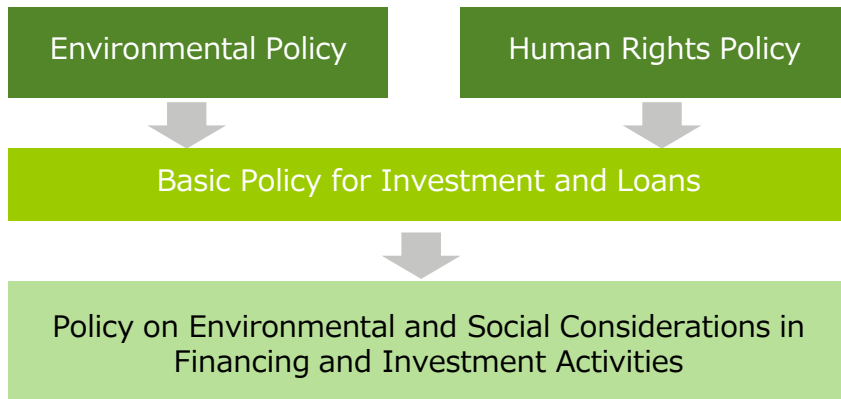 Environmental Policy
Human Rights Policy
Basic Policy for Investment and Loans
Policy on Environmental and Social Considerations in
Financing and Investment Activities